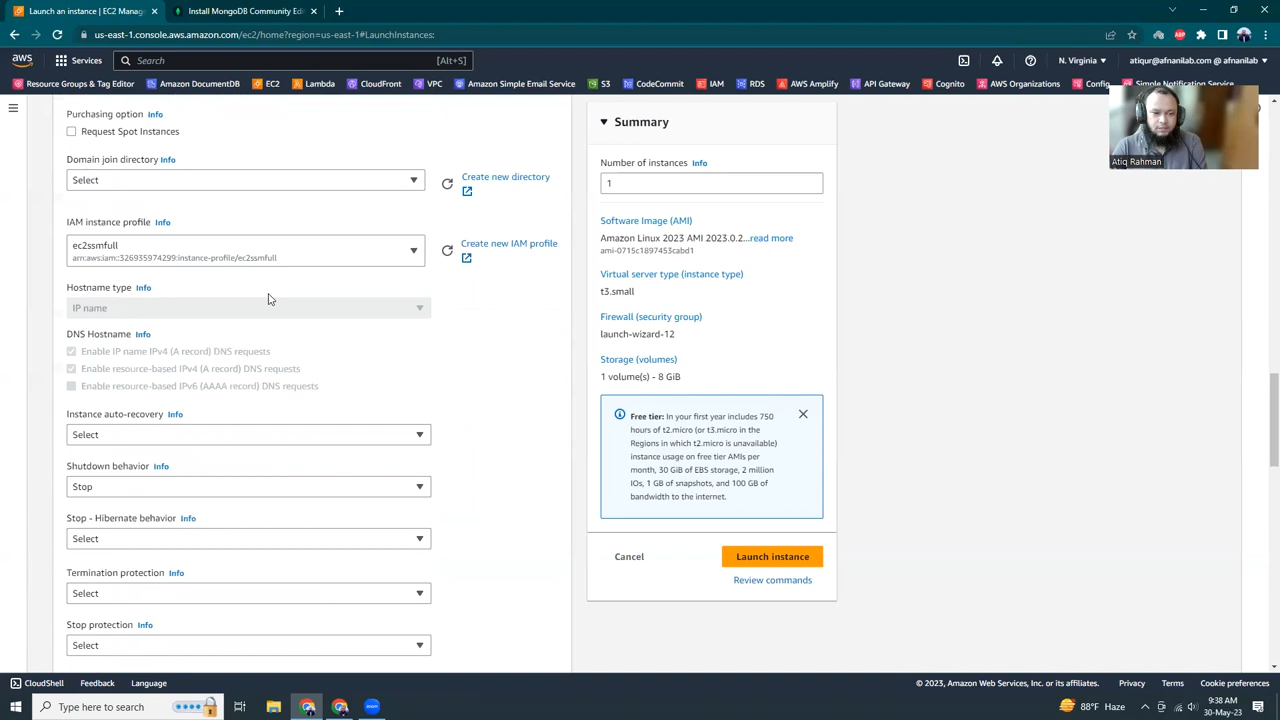 Launch an instance | EC2 Manag
Install MongoDB Community Edi
us-east-1.console.aws.amazon.com/ec2/home?region=us-east-1#LaunchInstances:
aws
Services
Search
[Alt+S]
N. Virginia
atiqur@afnanilab @ afnanilab
Resource Groups & Tag Editor
Amazon DocumentDB
EC2
Lambda
CloudFront
VPC
Amazon Simple Email Service
S3
CodeCommit
IAM
RDS
AWS Amplify
API Gateway
Cognito
AWS Organizations
Config
Simple Notification Service
Purchasing option Info
Request Spot Instances
Domain join directory Info
Select
Create new directory
IAM instance profile Info
ec2ssmfull
arn:aws:iam::326935974299:instance-profile/ec2ssmfull
Create new IAM profile
Hostname type Info
IP name
DNS Hostname Info
Enable IP name IPv4 (A record) DNS requests
Enable resource-based IPv4 (A record) DNS requests
Enable resource-based IPv6 (AAAA record) DNS requests
Instance auto-recovery Info
Select
Shutdown behavior Info
Stop
Stop - Hibernate behavior Info
Select
Termination protection Info
Select
Stop protection Info
Select
Summary
Number of instances Info
1
Software Image (AMI)
Amazon Linux 2023 AMI 2023.0.2...read more
ami-0715c1897453cabd1
Virtual server type (instance type)
t3.small
Firewall (security group)
launch-wizard-12
Storage (volumes)
1 volume(s) - 8 GiB
Free tier: In your first year includes 750
hours of t2.micro (or t3.micro in the
Regions in which t2.micro is unavailable)
instance usage on free tier AMIs per
month, 30 GiB of EBS storage, 2 million
IOs, 1 GB of snapshots, and 100 GB of
bandwidth to the internet.
Cancel
Launch instance
Review commands
Atiq Rahman
CloudShell
Feedback
Language
© 2023, Amazon Web Services, Inc. or its affiliates.
Privacy
Terms
Cookie preferences
Type here to search
88°F Haze
9:38 AM
30-May-23